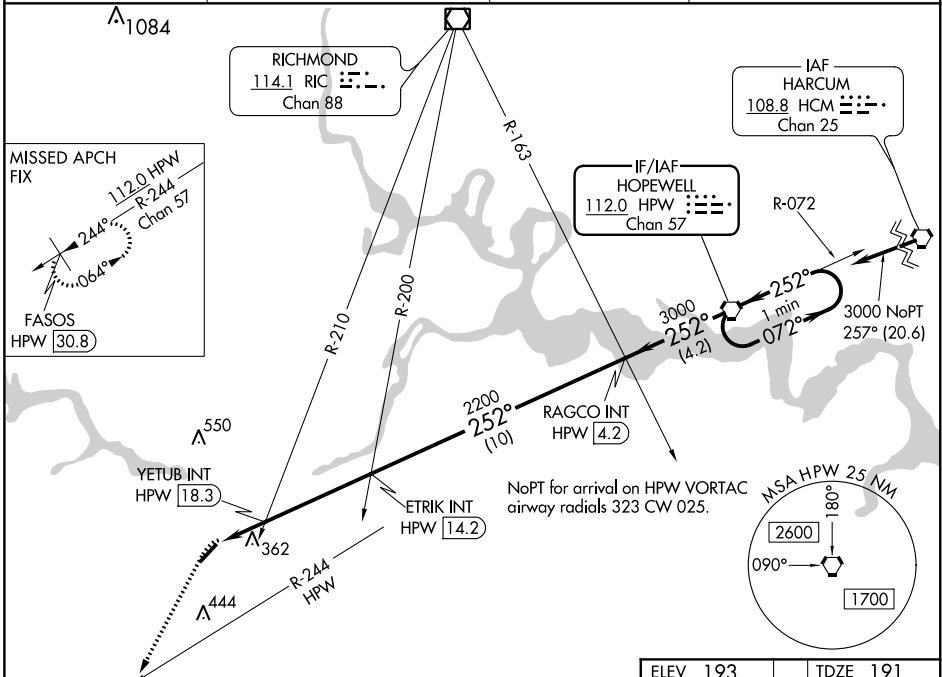 1084
RICHMOND
114.1 RIC
Chan 88
IAF
HARCUM
108.8 HCM
Chan 25
MISSED APCH
FIX
112.0 HPW
R-244
Chan 57
244°
064°
FASOS
HPW 30.8
R-163
IF/IAF
HOPEWELL
112.0 HPW
Chan 57
R-072
R-210
R-200
3000
252°
(4.2)
252°
1 min
072°
3000 NoPT
257° (20.6)
2200
252°
(10)
RAGCO INT
HPW 4.2
550
YETUB INT
HPW 18.3
ETRIK INT
HPW 14.2
NoPT for arrival on HPW VORTAC
airway radials 323 CW 025.
362
R-244
HPW
444
MSA HPW 25 NM
180°
2600
090°
1700
ELEV 193
TDZE 191